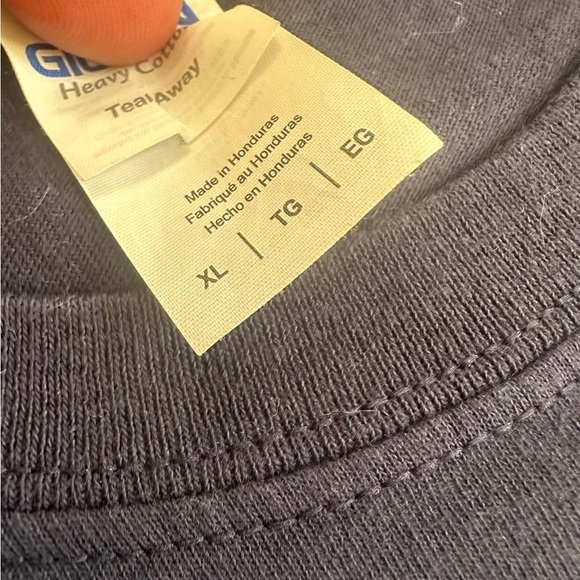 Heavy Cotton
Tear Away
Made in Honduras
Fabriqué au Honduras
Hecho en Honduras
XL | TG | EG